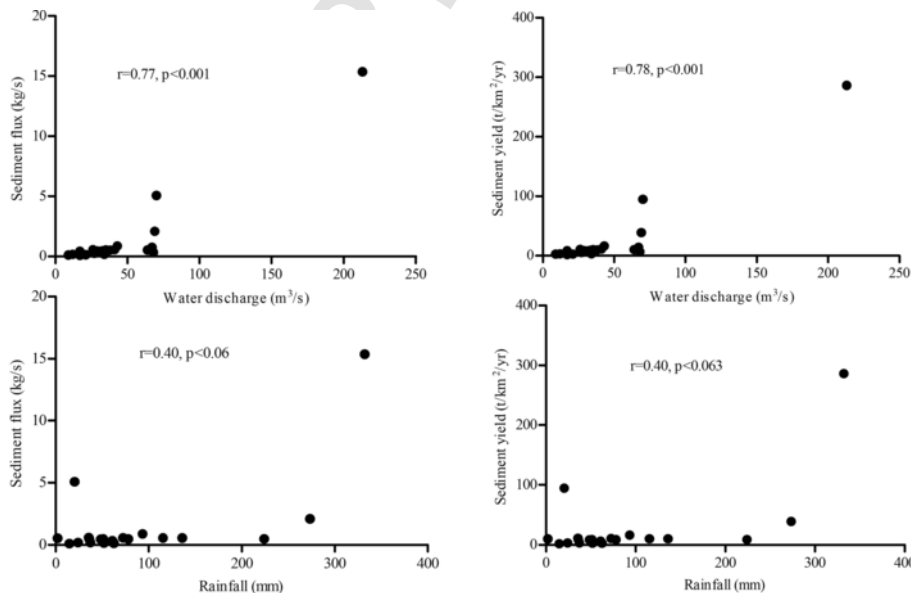 20
15
10
5
0
Sediment flux (kg/s)
r=0.77, p<0.001
0 50 100 150 200 250
Water discharge (m³/s)
400
300
200
100
0
Sediment yield (t/km²/yr)
r=0.78, p<0.001
0 50 100 150 200 250
Water discharge (m³/s)
20
15
10
5
0
Sediment flux (kg/s)
r=0.40, p<0.06
0 100 200 300 400
Rainfall (mm)
400
300
200
100
0
Sediment yield (t/km²/yr)
r=0.40, p<0.063
0 100 200 300 400
Rainfall (mm)